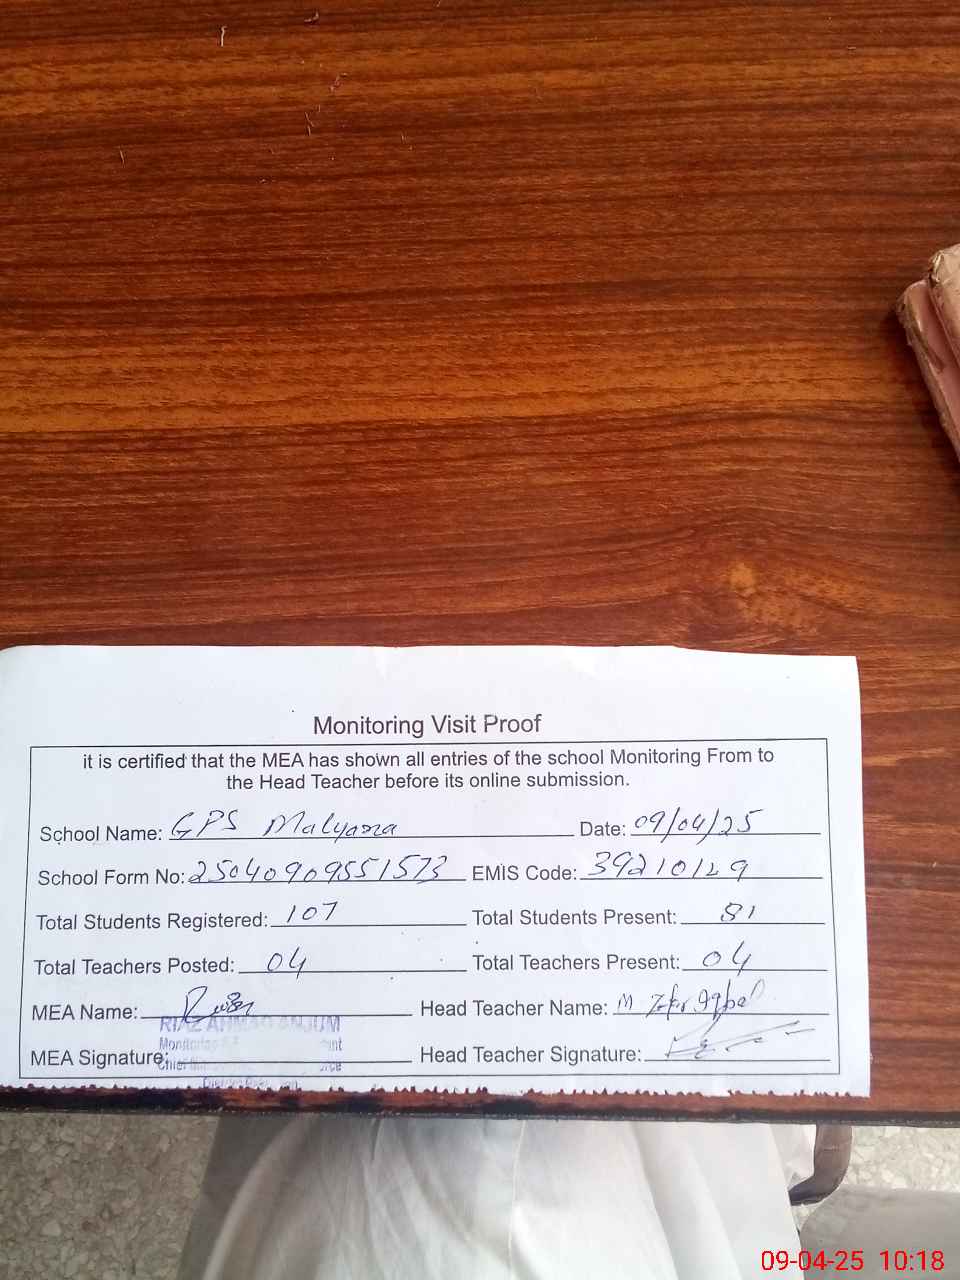 Monitoring Visit Proof
it is certified that the MEA has shown all entries of the school Monitoring From to
the Head Teacher before its online submission.
School Name: GPS Malyana Date: 09/04/25
School Form No: 25040909551573 EMIS Code: 39210129
Total Students Registered: 107 Total Students Present: 81
Total Teachers Posted: 04 Total Teachers Present: 04
MEA Name: Head Teacher Name: M Zafar Iqbal
RIAZ AHMAD ANJUM
MEA Signature: Head Teacher Signature:
09-04-25 10:18